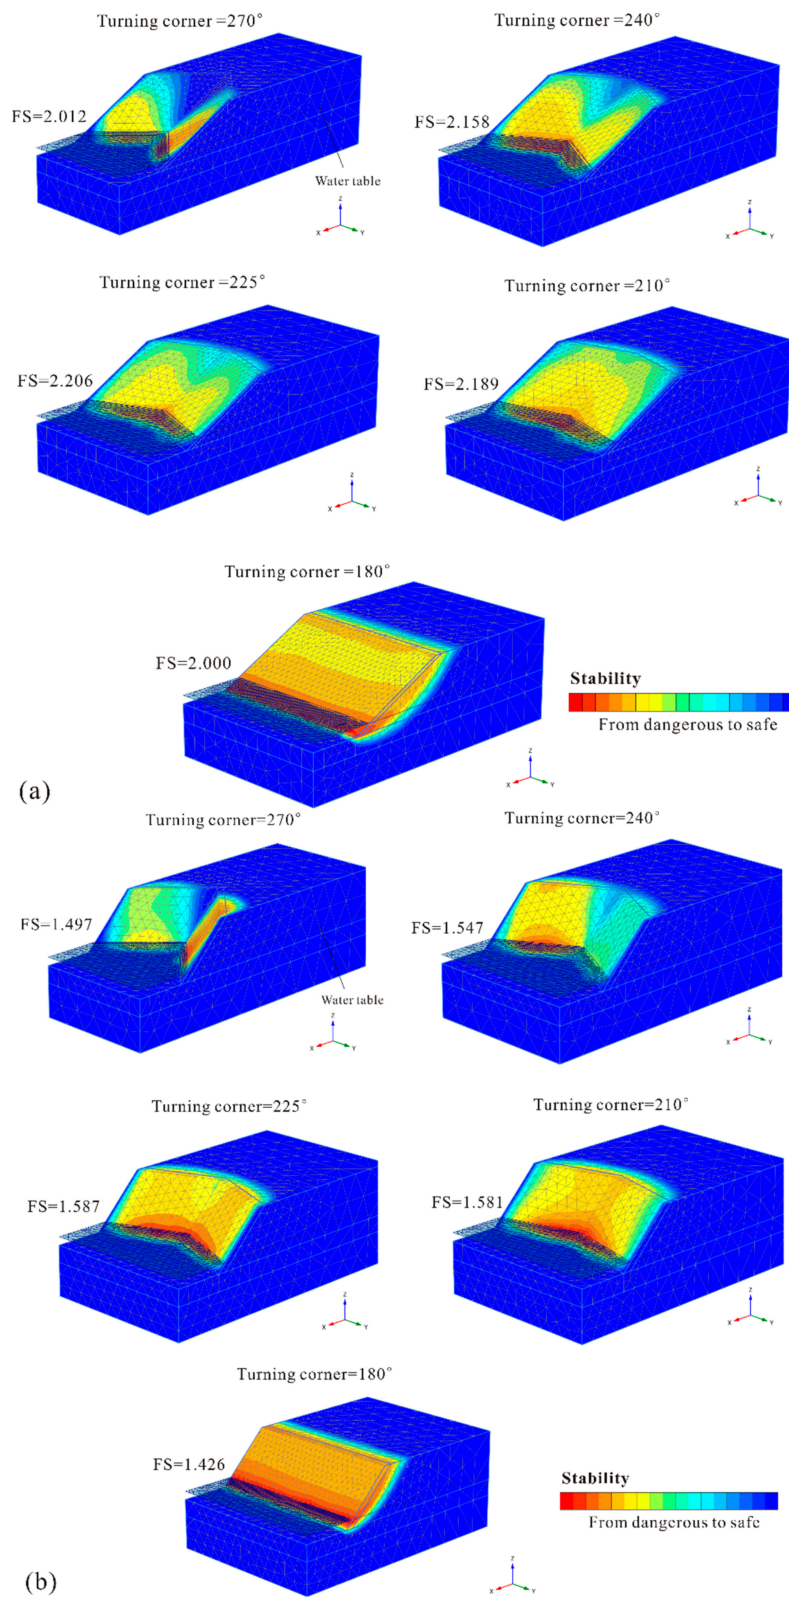 Turning corner =270°
Turning corner =240°
FS=2.012
FS=2.158
Water table
Z
X
Y
Z
X
Y
Turning corner =225°
Turning corner =210°
FS=2.206
FS=2.189
Z
X
Y
Z
X
Y
Turning corner =180°
FS=2.000
Stability
From dangerous to safe
Z
X
Y
(a)
Turning corner=270°
Turning corner=240°
FS=1.497
FS=1.547
Water table
Z
X
Y
Z
X
Y
Turning corner=225°
Turning corner=210°
FS=1.587
FS=1.581
Z
X
Y
Z
X
Y
Turning corner=180°
FS=1.426
Stability
From dangerous to safe
Z
X
Y
(b)